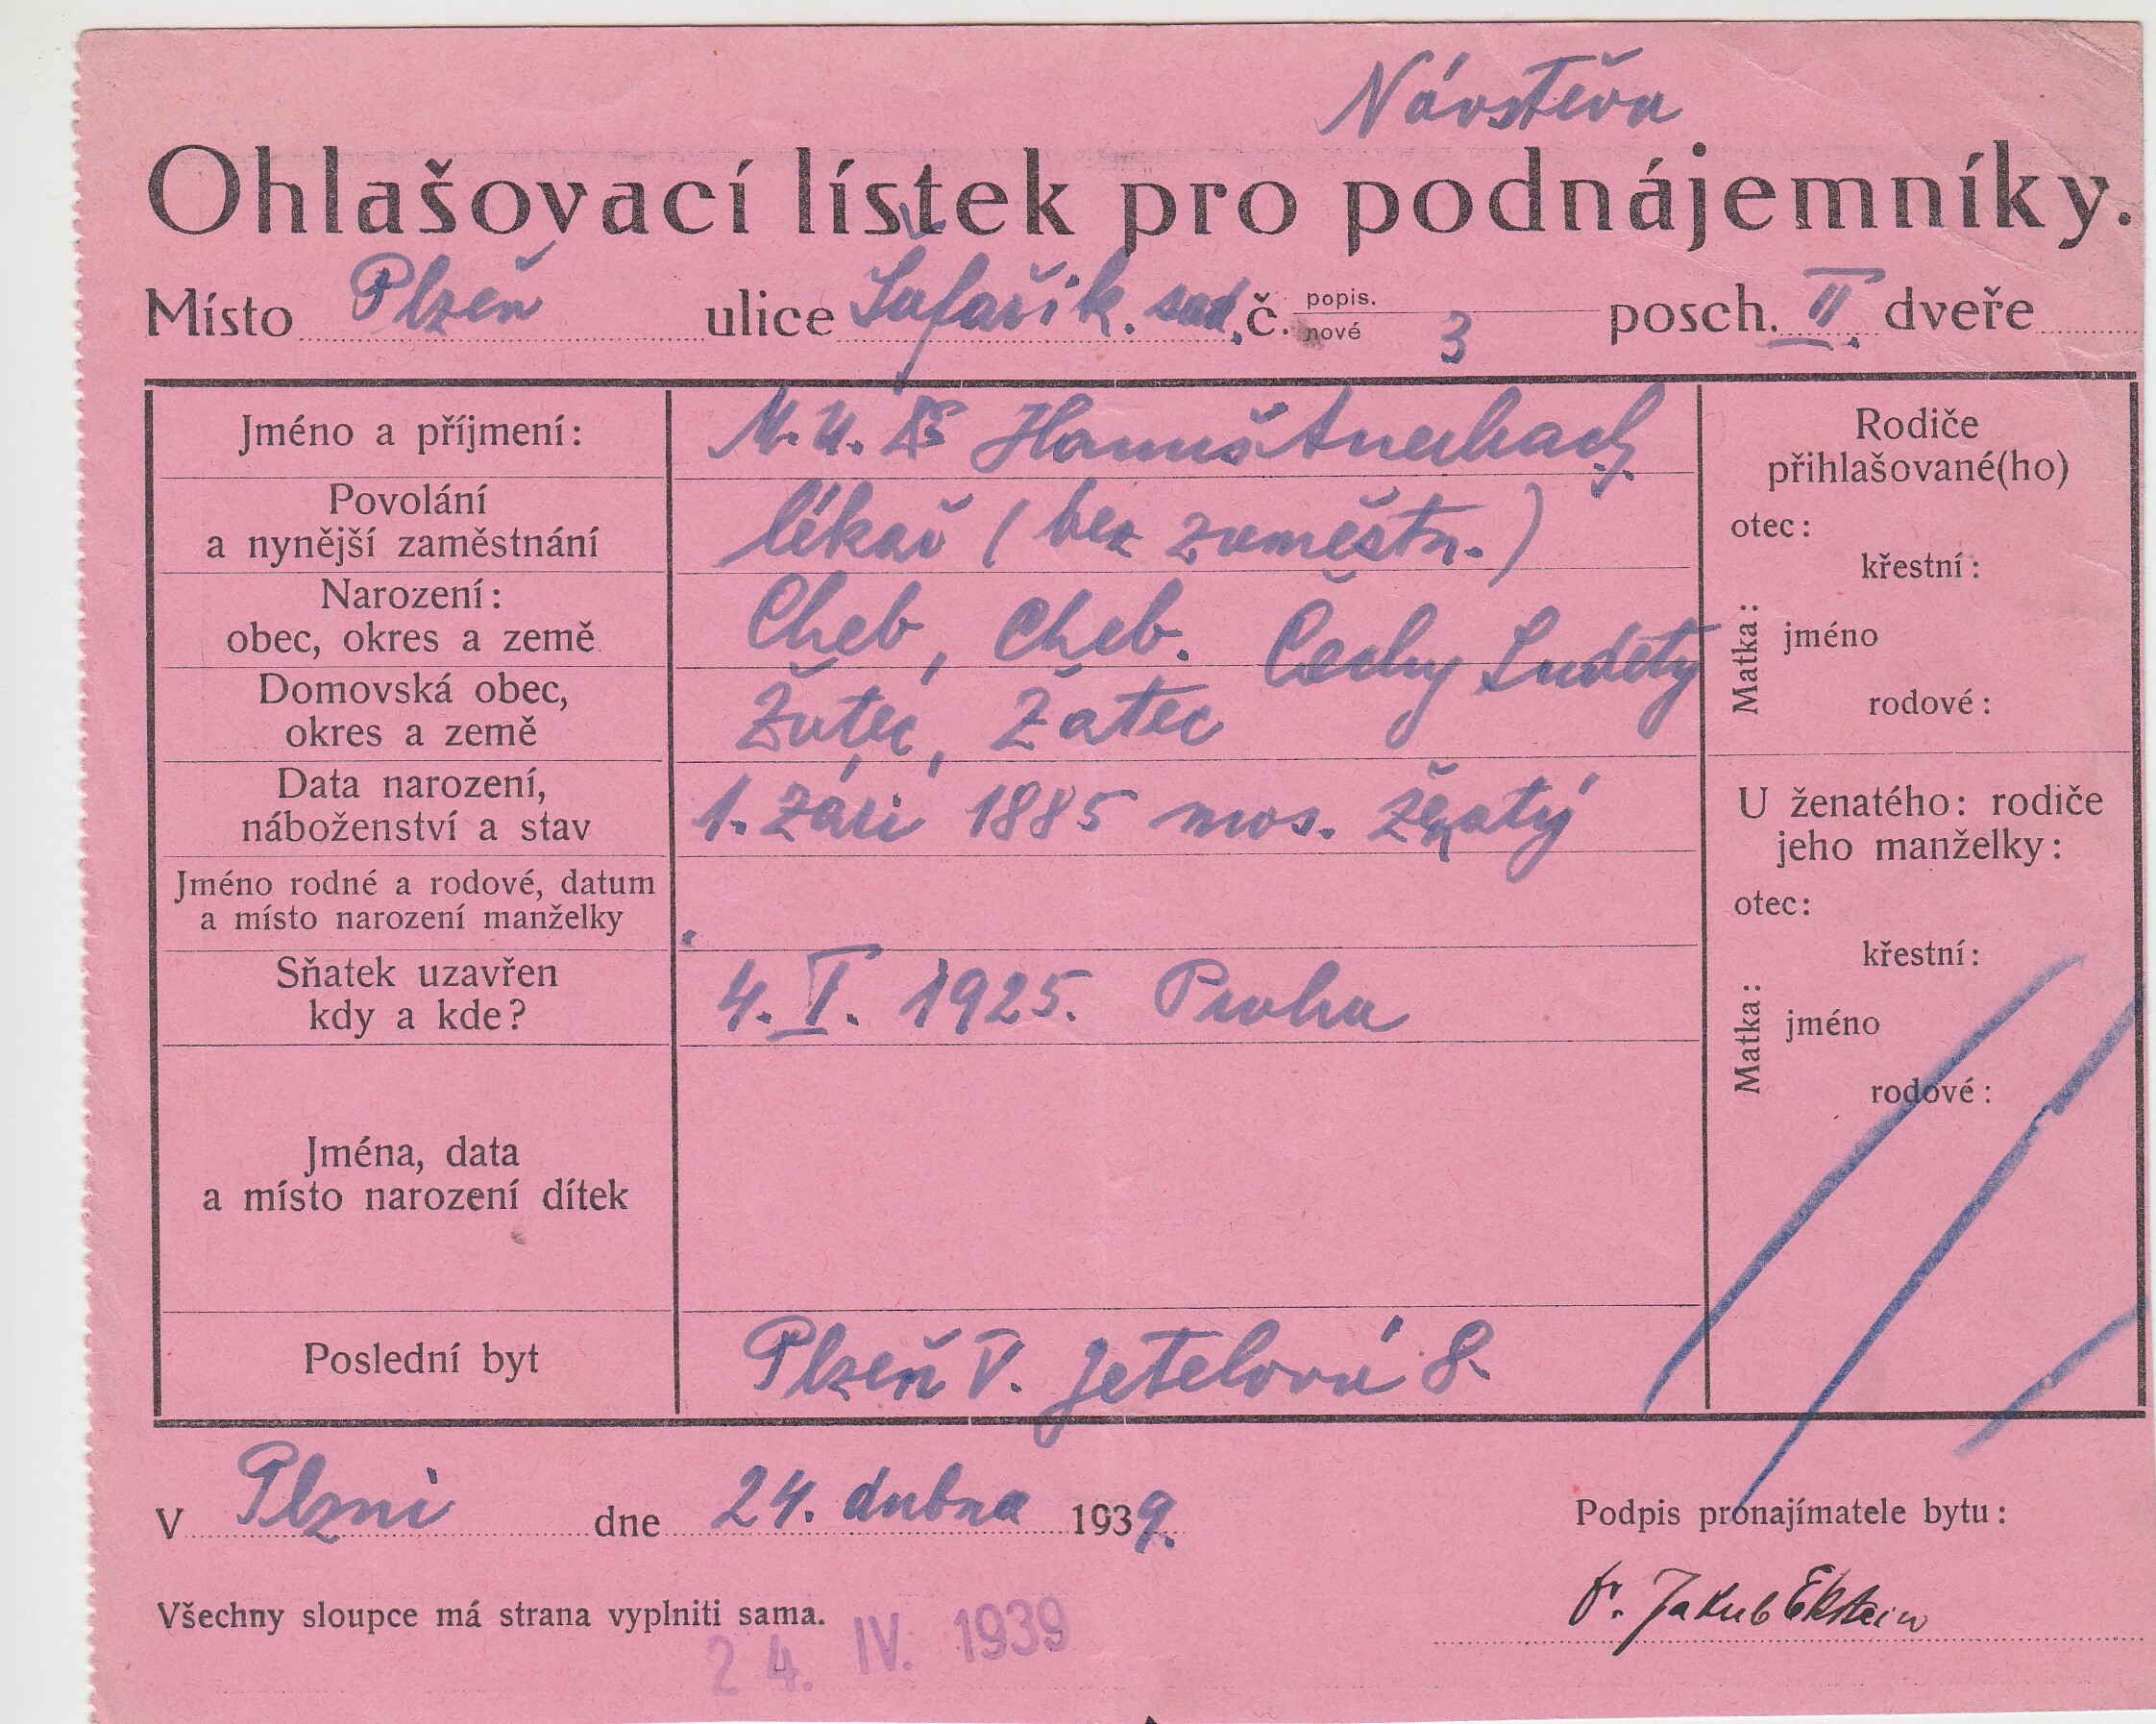 Návstěva
Ohlašovací lístek pro podnájemníky.
Místo Plzeň ulice Šafařík. sad. č. popis. nové 3 posch. II. dveře
Jméno a příjmení: M.U.Dr Hanuš Auerbach.
Povolání
a nynější zaměstnání lékař (bez zaměstn.)
Narození:
obec, okres a země Cheb, Cheb. Čechy Sudety
Domovská obec,
okres a země Žatec, Žatec
Data narození,
náboženství a stav 1. Září 1885 mos. ženatý
Jméno rodné a rodové, datum
a místo narození manželky
Sňatek uzavřen
kdy a kde? 4. I. 1925. Praha
Jména, data
a místo narození dítek
Poslední byt Plzeň V. Jetelová 8.
Rodiče
přihlašované(ho)
otec:
křestní:
Matka: jméno
rodové:
U ženatého: rodiče
jeho manželky:
otec:
křestní:
Matka: jméno
rodové:
V Plzni dne 24. dubna 1939.
Podpis pronajímatele bytu:
Všechny sloupce má strana vyplniti sama.
Dr. Jakub Ekstein
24. IV. 1939